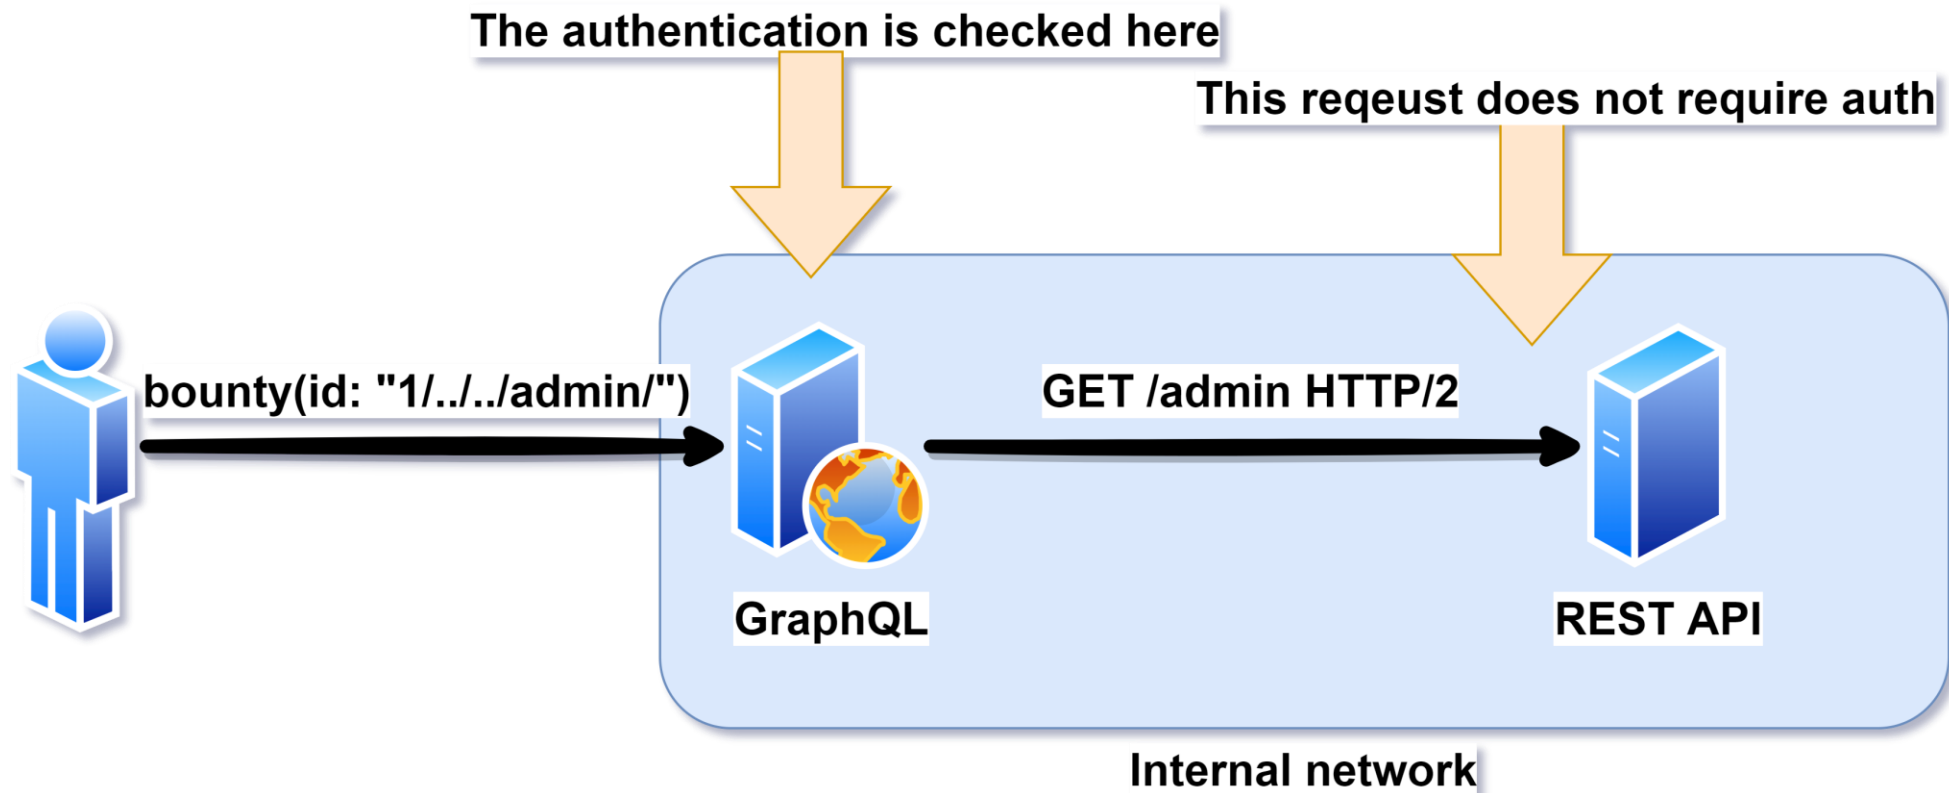 The authentication is checked here
This reqeust does not require auth
bounty(id: "1/../../admin/")
GET /admin HTTP/2
GraphQL
REST API
Internal network